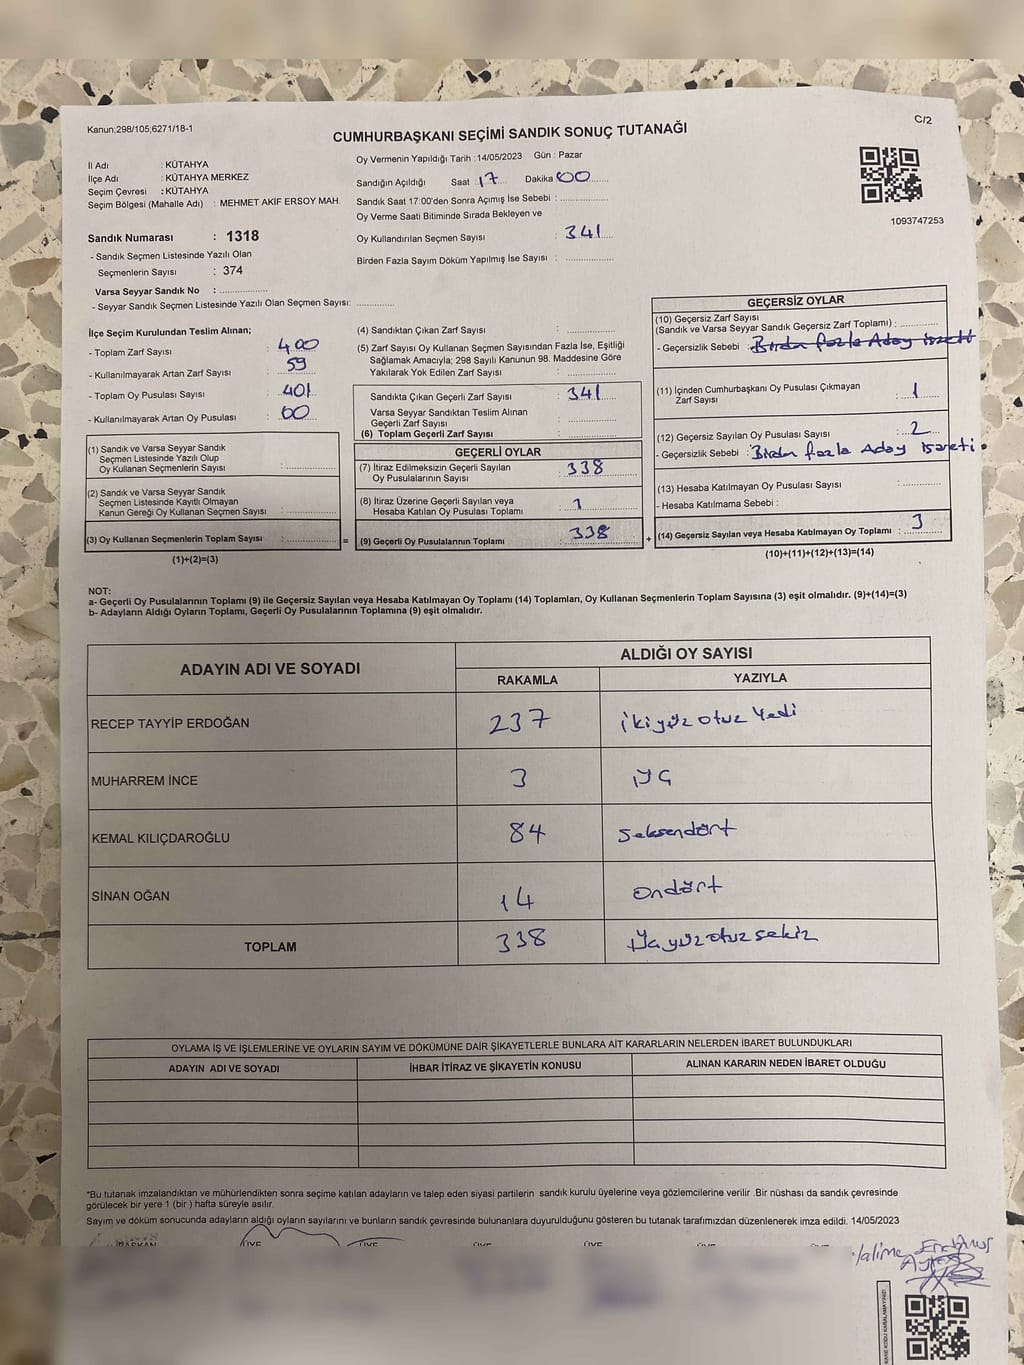 Kanun;298/105;6271/18-1
C/2
CUMHURBAŞKANI SEÇİMİ SANDIK SONUÇ TUTANAĞI
İl Adı : KÜTAHYA
İlçe Adı : KÜTAHYA MERKEZ
Seçim Çevresi : KÜTAHYA
Seçim Bölgesi (Mahalle Adı) : MEHMET AKİF ERSOY MAH.
Sandık Numarası : 1318
- Sandık Seçmen Listesinde Yazılı Olan
Seçmenlerin Sayısı : 374
Varsa Seyyar Sandık No : ..................
- Seyyar Sandık Seçmen Listesinde Yazılı Olan Seçmen Sayısı: ..............
Oy Vermenin Yapıldığı Tarih :14/05/2023 Gün : Pazar
Sandığın Açıldığı Saat 17 Dakika 00
Sandık Saat 17:00'den Sonra Açımış İse Sebebi : ..................
Oy Verme Saati Bitiminde Sırada Bekleyen ve
Oy Kullandırılan Seçmen Sayısı : 341
Birden Fazla Sayım Döküm Yapılmış İse Sayısı : ..................
1093747253
İlçe Seçim Kurulundan Teslim Alınan;
- Toplam Zarf Sayısı : 400
- Kullanılmayarak Artan Zarf Sayısı : 59
- Toplam Oy Pusulası Sayısı : 401
- Kullanılmayarak Artan Oy Pusulası : 60
(1) Sandık ve Varsa Seyyar Sandık
Seçmen Listesinde Yazılı Olup
Oy Kullanan Seçmenlerin Sayısı : ..................
(2) Sandık ve Varsa Seyyar Sandık
Seçmen Listesinde Kayıtlı Olmayan
Kanun Gereği Oy Kullanan Seçmen Sayısı : ..................
(3) Oy Kullanan Seçmenlerin Toplam Sayısı : .................. =
(1)+(2)=(3)
(4) Sandıktan Çıkan Zarf Sayısı : ..................
(5) Zarf Sayısı Oy Kullanan Seçmen Sayısından Fazla İse, Eşitliği
Sağlamak Amacıyla; 298 Sayılı Kanunun 98. Maddesine Göre
Yakılarak Yok Edilen Zarf Sayısı : ..................
Sandıkta Çıkan Geçerli Zarf Sayısı : 341
Varsa Seyyar Sandıktan Teslim Alınan
Geçerli Zarf Sayısı : ..................
(6) Toplam Geçerli Zarf Sayısı : ..................
GEÇERLİ OYLAR
(7) İtiraz Edilmeksizin Geçerli Sayılan
Oy Pusulalarının Sayısı : 338
(8) İtiraz Üzerine Geçerli Sayılan veya
Hesaba Katılan Oy Pusulası Toplamı : 1
(9) Geçerli Oy Pusulalarının Toplamı : 338 +
GEÇERSİZ OYLAR
(10) Geçersiz Zarf Sayısı
(Sandık ve Varsa Seyyar Sandık Geçersiz Zarf Toplamı) : ..............
- Geçersizlik Sebebi : Birden fazla Aday işareti
(11) İçinden Cumhurbaşkanı Oy Pusulası Çıkmayan
Zarf Sayısı : 1
(12) Geçersiz Sayılan Oy Pusulası Sayısı : 2
- Geçersizlik Sebebi : Birden fazla Aday işareti
(13) Hesaba Katılmayan Oy Pusulası Sayısı : ..................
- Hesaba Katılmama Sebebi :
(14) Geçersiz Sayılan veya Hesaba Katılmayan Oy Toplamı : 3
(10)+(11)+(12)+(13)=(14)
NOT:
a- Geçerli Oy Pusulalarının Toplamı (9) ile Geçersiz Sayılan veya Hesaba Katılmayan Oy Toplamı (14) Toplamları, Oy Kullanan Seçmenlerin Toplam Sayısına (3) eşit olmalıdır. (9)+(14)=(3)
b- Adayların Aldığı Oyların Toplamı, Geçerli Oy Pusulalarının Toplamına (9) eşit olmalıdır.
ADAYIN ADI VE SOYADI ALDIĞI OY SAYISI
RAKAMLA YAZIYLA
RECEP TAYYİP ERDOĞAN 237 ikiyüz otuz Yedi
MUHARREM İNCE 3 üç
KEMAL KILIÇDAROĞLU 84 Seksendört
SİNAN OĞAN 14 ondört
TOPLAM 338 üçyüzotuzsekiz
OYLAMA İŞ VE İŞLEMLERİNE VE OYLARIN SAYIM VE DÖKÜMÜNE DAİR ŞİKAYETLERLE BUNLARA AİT KARARLARIN NELERDEN İBARET BULUNDUKLARI
ADAYIN ADI VE SOYADI İHBAR İTİRAZ VE ŞİKAYETİN KONUSU ALINAN KARARIN NEDEN İBARET OLDUĞU
*Bu tutanak imzalandıktan ve mühürlendikten sonra seçime katılan adayların ve talep eden siyasi partilerin sandık kurulu üyelerine veya gözlemcilerine verilir .Bir nüshası da sandık çevresinde
görülecek bir yere 1 (bir ) hafta süreyle asılır.
Sayım ve döküm sonucunda adayların aldığı oyların sayılarını ve bunların sandık çevresinde bulunanlara duyurulduğunu gösteren bu tutanak tarafımızdan düzenlenerek imza edildi. 14/05/2023
BAŞKAN ÜYE ÜYE ÜYE ÜYE ÜYE